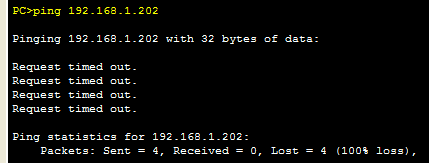 PC>ping 192.168.1.202
Pinging 192.168.1.202 with 32 bytes of data:
Request timed out.
Request timed out.
Request timed out.
Request timed out.
Ping statistics for 192.168.1.202:
Packets: Sent = 4, Received = 0, Lost = 4 (100% loss),